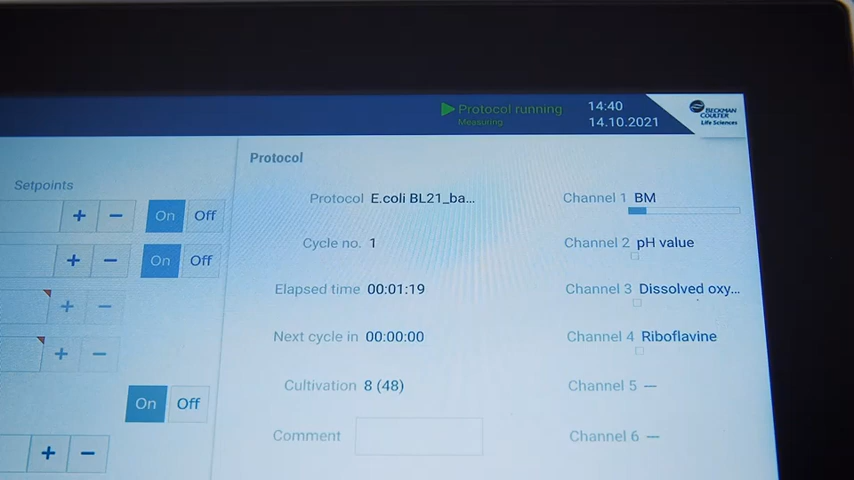 Protocol running
Measuring
14:40
14.10.2021
BECKMAN
COULTER
Life Sciences
Setpoints
+ − On Off
+ − On Off
+ −
+ −
On Off
+ −
Protocol
Protocol E.coli BL21_ba...
Cycle no. 1
Elapsed time 00:01:19
Next cycle in 00:00:00
Cultivation 8 (48)
Comment
Channel 1 BM
Channel 2 pH value
Channel 3 Dissolved oxy...
Channel 4 Riboflavine
Channel 5 —
Channel 6 —